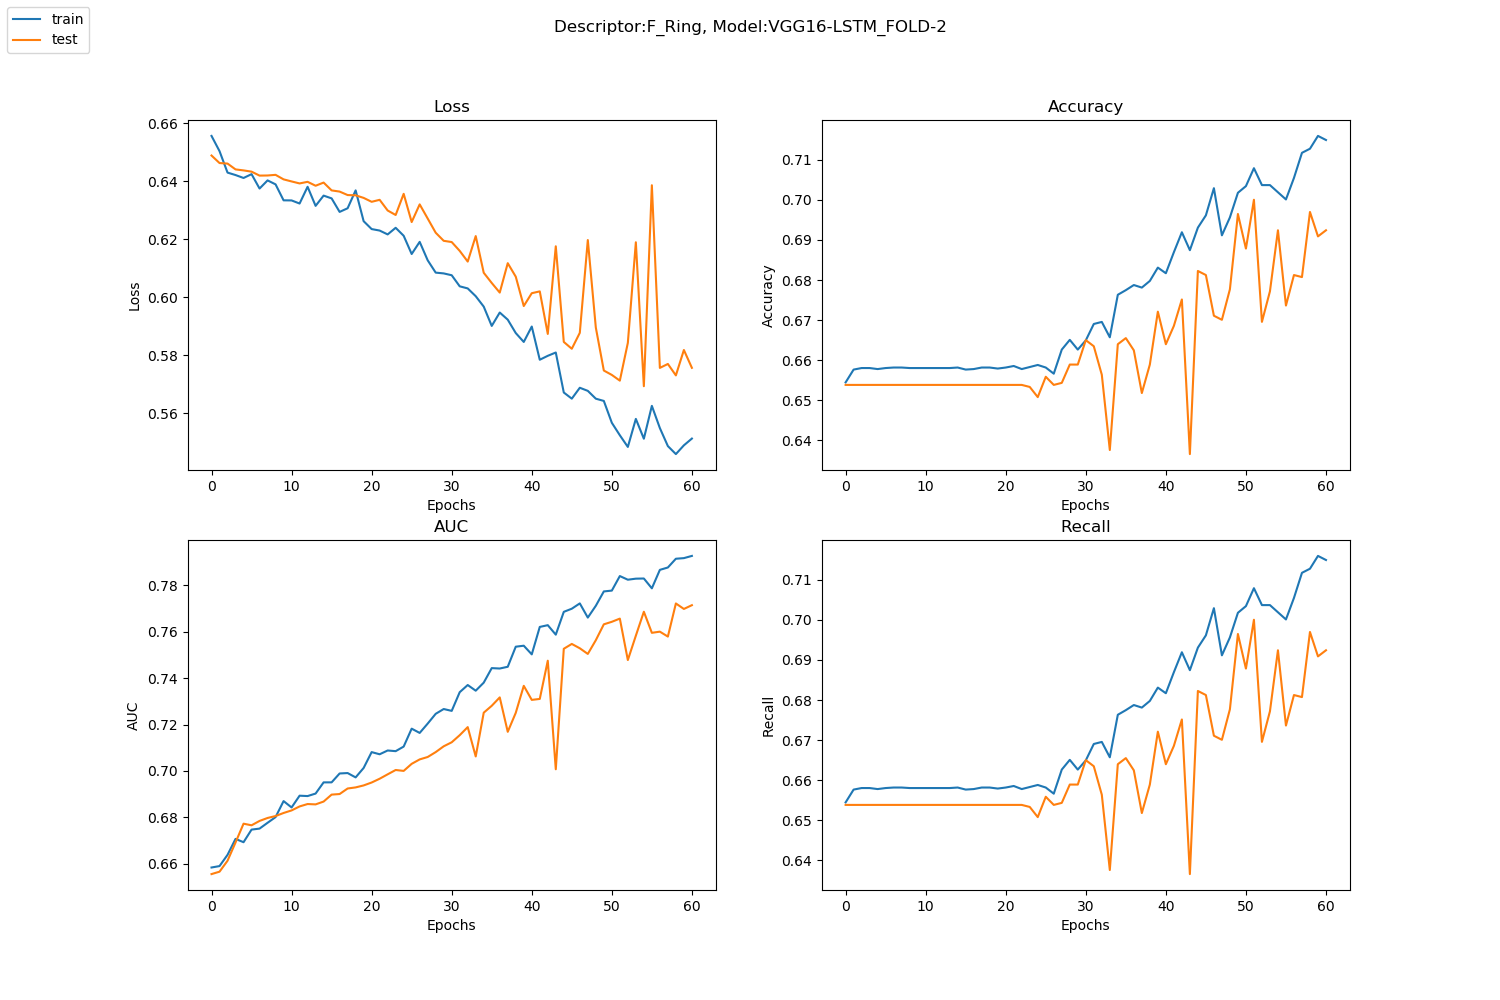 train
test
Descriptor:F_Ring, Model:VGG16-LSTM_FOLD-2
Loss
0.66
0.64
0.62
0.60
0.58
0.56
Loss
0 10 20 30 40 50 60
Epochs
Accuracy
0.71
0.70
0.69
0.68
0.67
0.66
0.65
0.64
Accuracy
0 10 20 30 40 50 60
Epochs
AUC
0.78
0.76
0.74
0.72
0.70
0.68
0.66
AUC
0 10 20 30 40 50 60
Epochs
Recall
0.71
0.70
0.69
0.68
0.67
0.66
0.65
0.64
Recall
0 10 20 30 40 50 60
Epochs